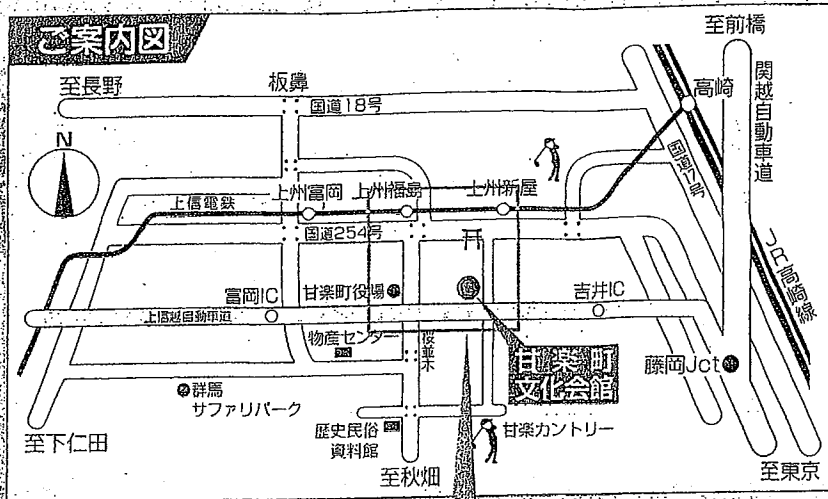 ご案内図
至前橋
至長野
板鼻
国道18号
高崎
関越自動車道
N
国道17号
上信電鉄
上州富岡
上州福島
上州新屋
国道254号
JR高崎線
富岡IC
甘楽町役場
吉井IC
上信越自動車道
物産センター
桜並木
甘楽町
文化会館
藤岡Jct
群馬
サファリパーク
歴史民俗
資料館
甘楽カントリー
至下仁田
至秋畑
至東京